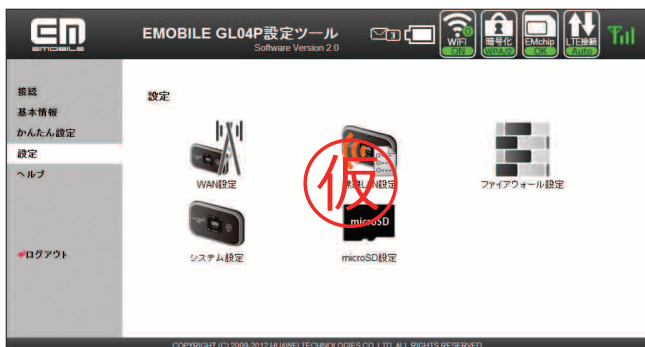 EM
EMOBILE
EMOBILE GL04P設定ツール
Software Version 2.0
3
WiFi
ON
暗号化
WPA/2
EMchip
OK
LTE接続
Auto
接続
基本情報
かんたん設定
設定
ヘルプ
ログアウト
設定
WAN設定
無線LAN設定
ファイアウォール設定
仮
システム設定
microSD
microSD設定
COPYRIGHT (C) 2009-2012 HUAWEI TECHNOLOGIES CO., LTD. ALL RIGHTS RESERVED.